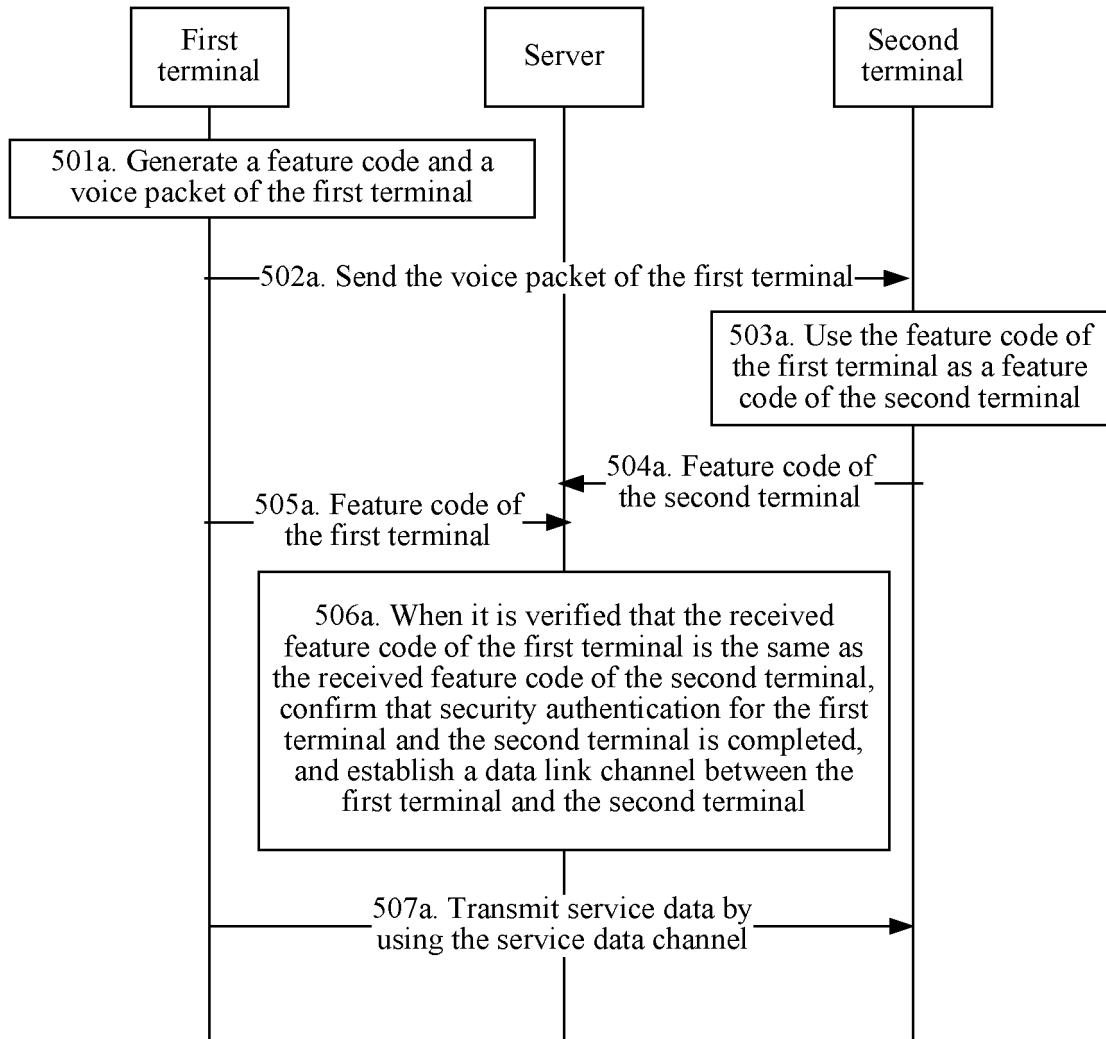 First
terminal
Server
Second
terminal
501a. Generate a feature code and a
voice packet of the first terminal
502a. Send the voice packet of the first terminal
503a. Use the feature code of
the first terminal as a feature
code of the second terminal
504a. Feature code of
the second terminal
505a. Feature code of
the first terminal
506a. When it is verified that the received
feature code of the first terminal is the same as
the received feature code of the second terminal,
confirm that security authentication for the first
terminal and the second terminal is completed,
and establish a data link channel between the
first terminal and the second terminal
507a. Transmit service data by
using the service data channel